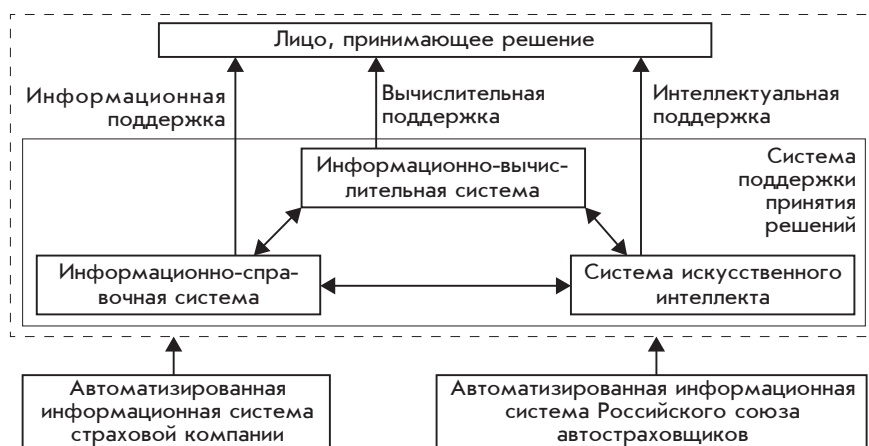 Лицо, принимающее решение
Информационная
поддержка
Вычислительная
поддержка
Интеллектуальная
поддержка
Информационно-вычис-
лительная система
Система
поддержки
принятия
решений
Информационно-спра-
вочная система
Система искусственного
интеллекта
Автоматизированная
информационная система
страховой компании
Автоматизированная информационная
система Российского союза
автостраховщиков